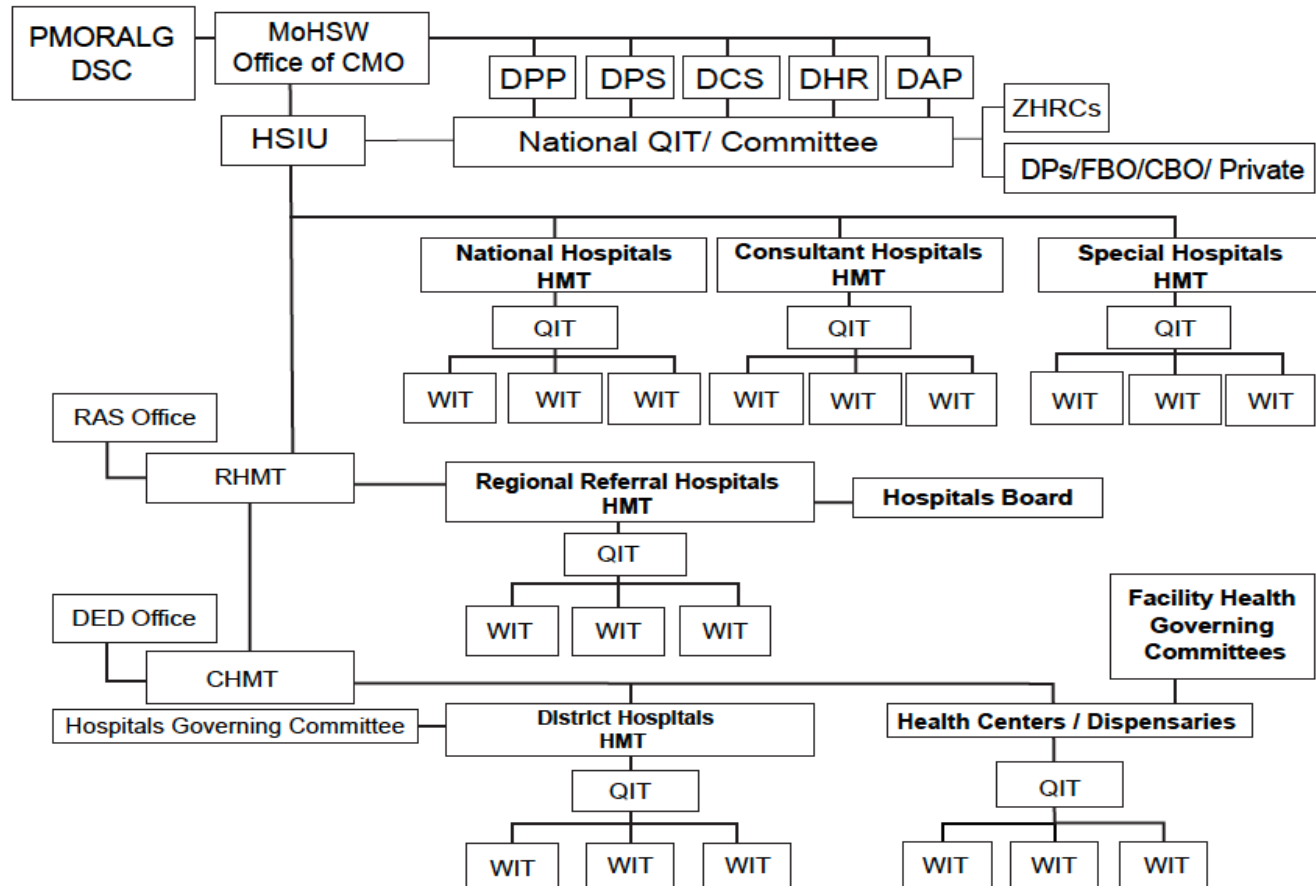 PMORALG
DSC
MoHSW
Office of CMO
DPP
DPS
DCS
DHR
DAP
ZHRCs
HSIU
National QIT/ Committee
DPs/FBO/CBO/ Private
National Hospitals
HMT
Consultant Hospitals
HMT
Special Hospitals
HMT
QIT
QIT
QIT
WIT
WIT
WIT
WIT
WIT
WIT
WIT
WIT
WIT
RAS Office
RHMT
Regional Referral Hospitals
HMT
Hospitals Board
QIT
WIT
WIT
WIT
DED Office
Facility Health
Governing
Committees
CHMT
Hospitals Governing Committee
District Hospitals
HMT
Health Centers / Dispensaries
QIT
QIT
WIT
WIT
WIT
WIT
WIT
WIT